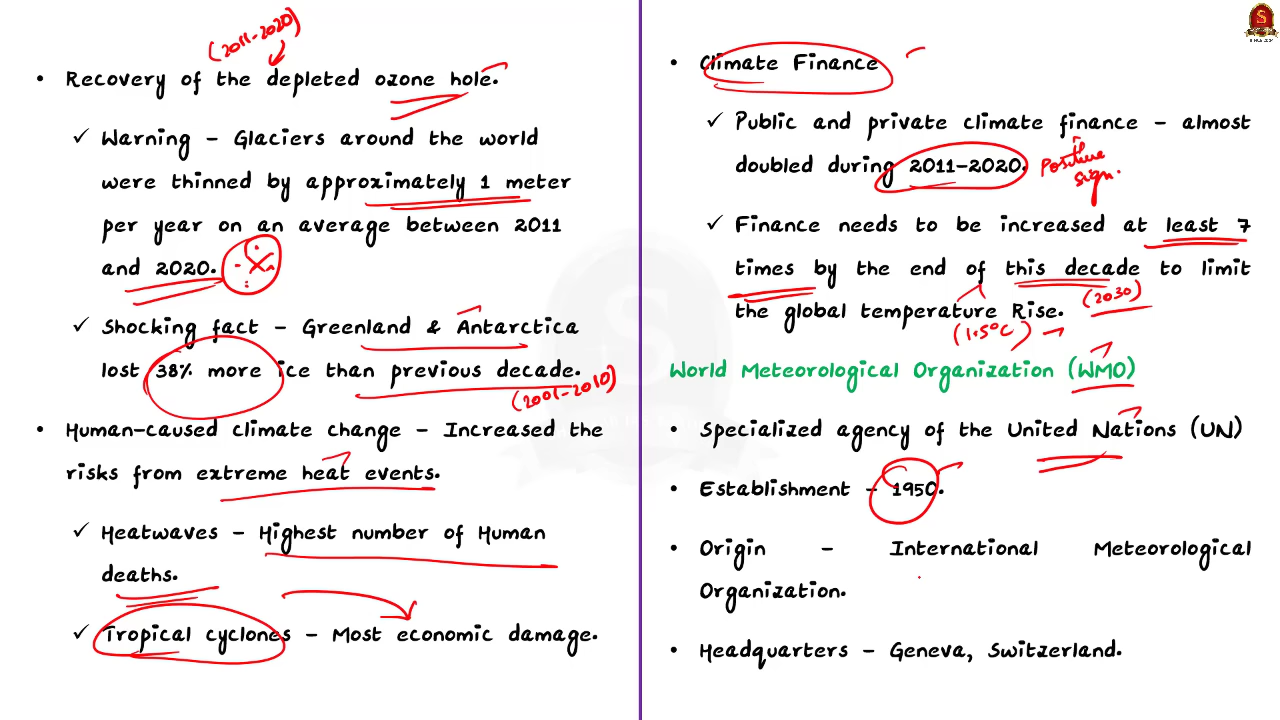 (2011-2020)
• Recovery of the depleted ozone hole.
✓ Warning – Glaciers around the world
were thinned by approximately 1 meter
per year on an average between 2011
and 2020.
✓ Shocking fact – Greenland & Antarctica
lost 38% more ice than previous decade.
(2001-2010)
• Human-caused climate change – Increased the
risks from extreme heat events.
✓ Heatwaves – Highest number of Human
deaths.
✓ Tropical cyclones – Most economic damage.
• Climate Finance
✓ Public and private climate finance – almost
doubled during 2011-2020.
Positive
sign.
✓ Finance needs to be increased at least 7
times by the end of this decade to limit
(2030)
the global temperature Rise.
(1.5°C)
World Meteorological Organization (WMO)
• Specialized agency of the United Nations (UN)
• Establishment – 1950.
• Origin – International Meteorological
Organization.
• Headquarters – Geneva, Switzerland.
S